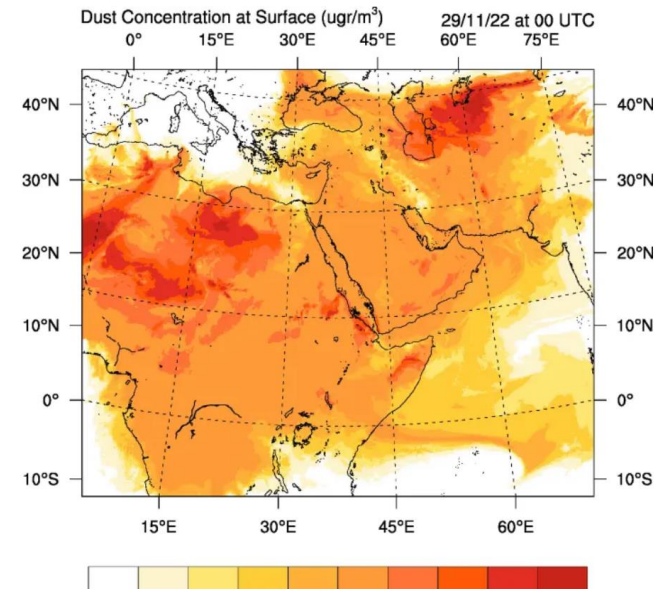 Dust Concentration at Surface (ugr/m³) 29/11/22 at 00 UTC
0° 15°E 30°E 45°E 60°E 75°E
40°N 40°N
30°N 30°N
20°N 20°N
10°N 10°N
0° 0°
10°S 10°S
15°E 30°E 45°E 60°E